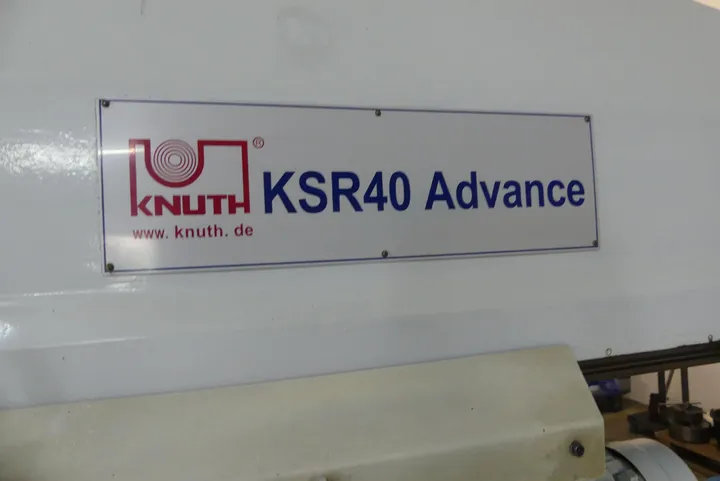 ®
KNUTH
KSR40 Advance
www. knuth. de